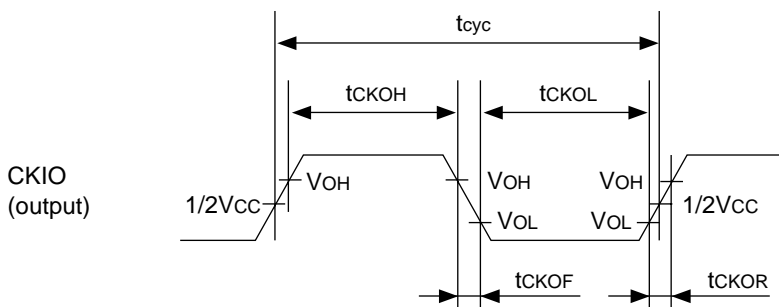 tcyc
tCKOH tCKOL
CKIO
(output)
VOH VOH VOH
1/2VCC VOL VOL 1/2VCC
tCKOF tCKOR